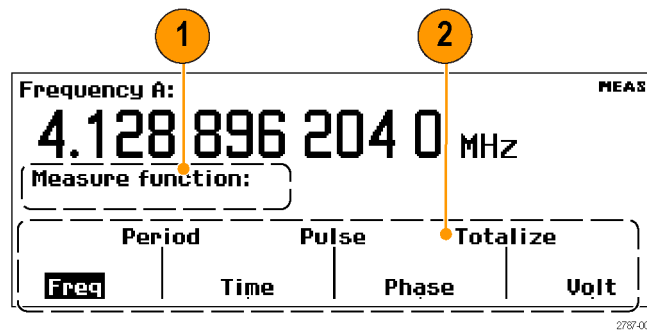 1 2
Frequency A: MEAS
4.128 896 204 0 MHz
Measure function:
Period Pulse Totalize
Freq Time Phase Volt
2787-00